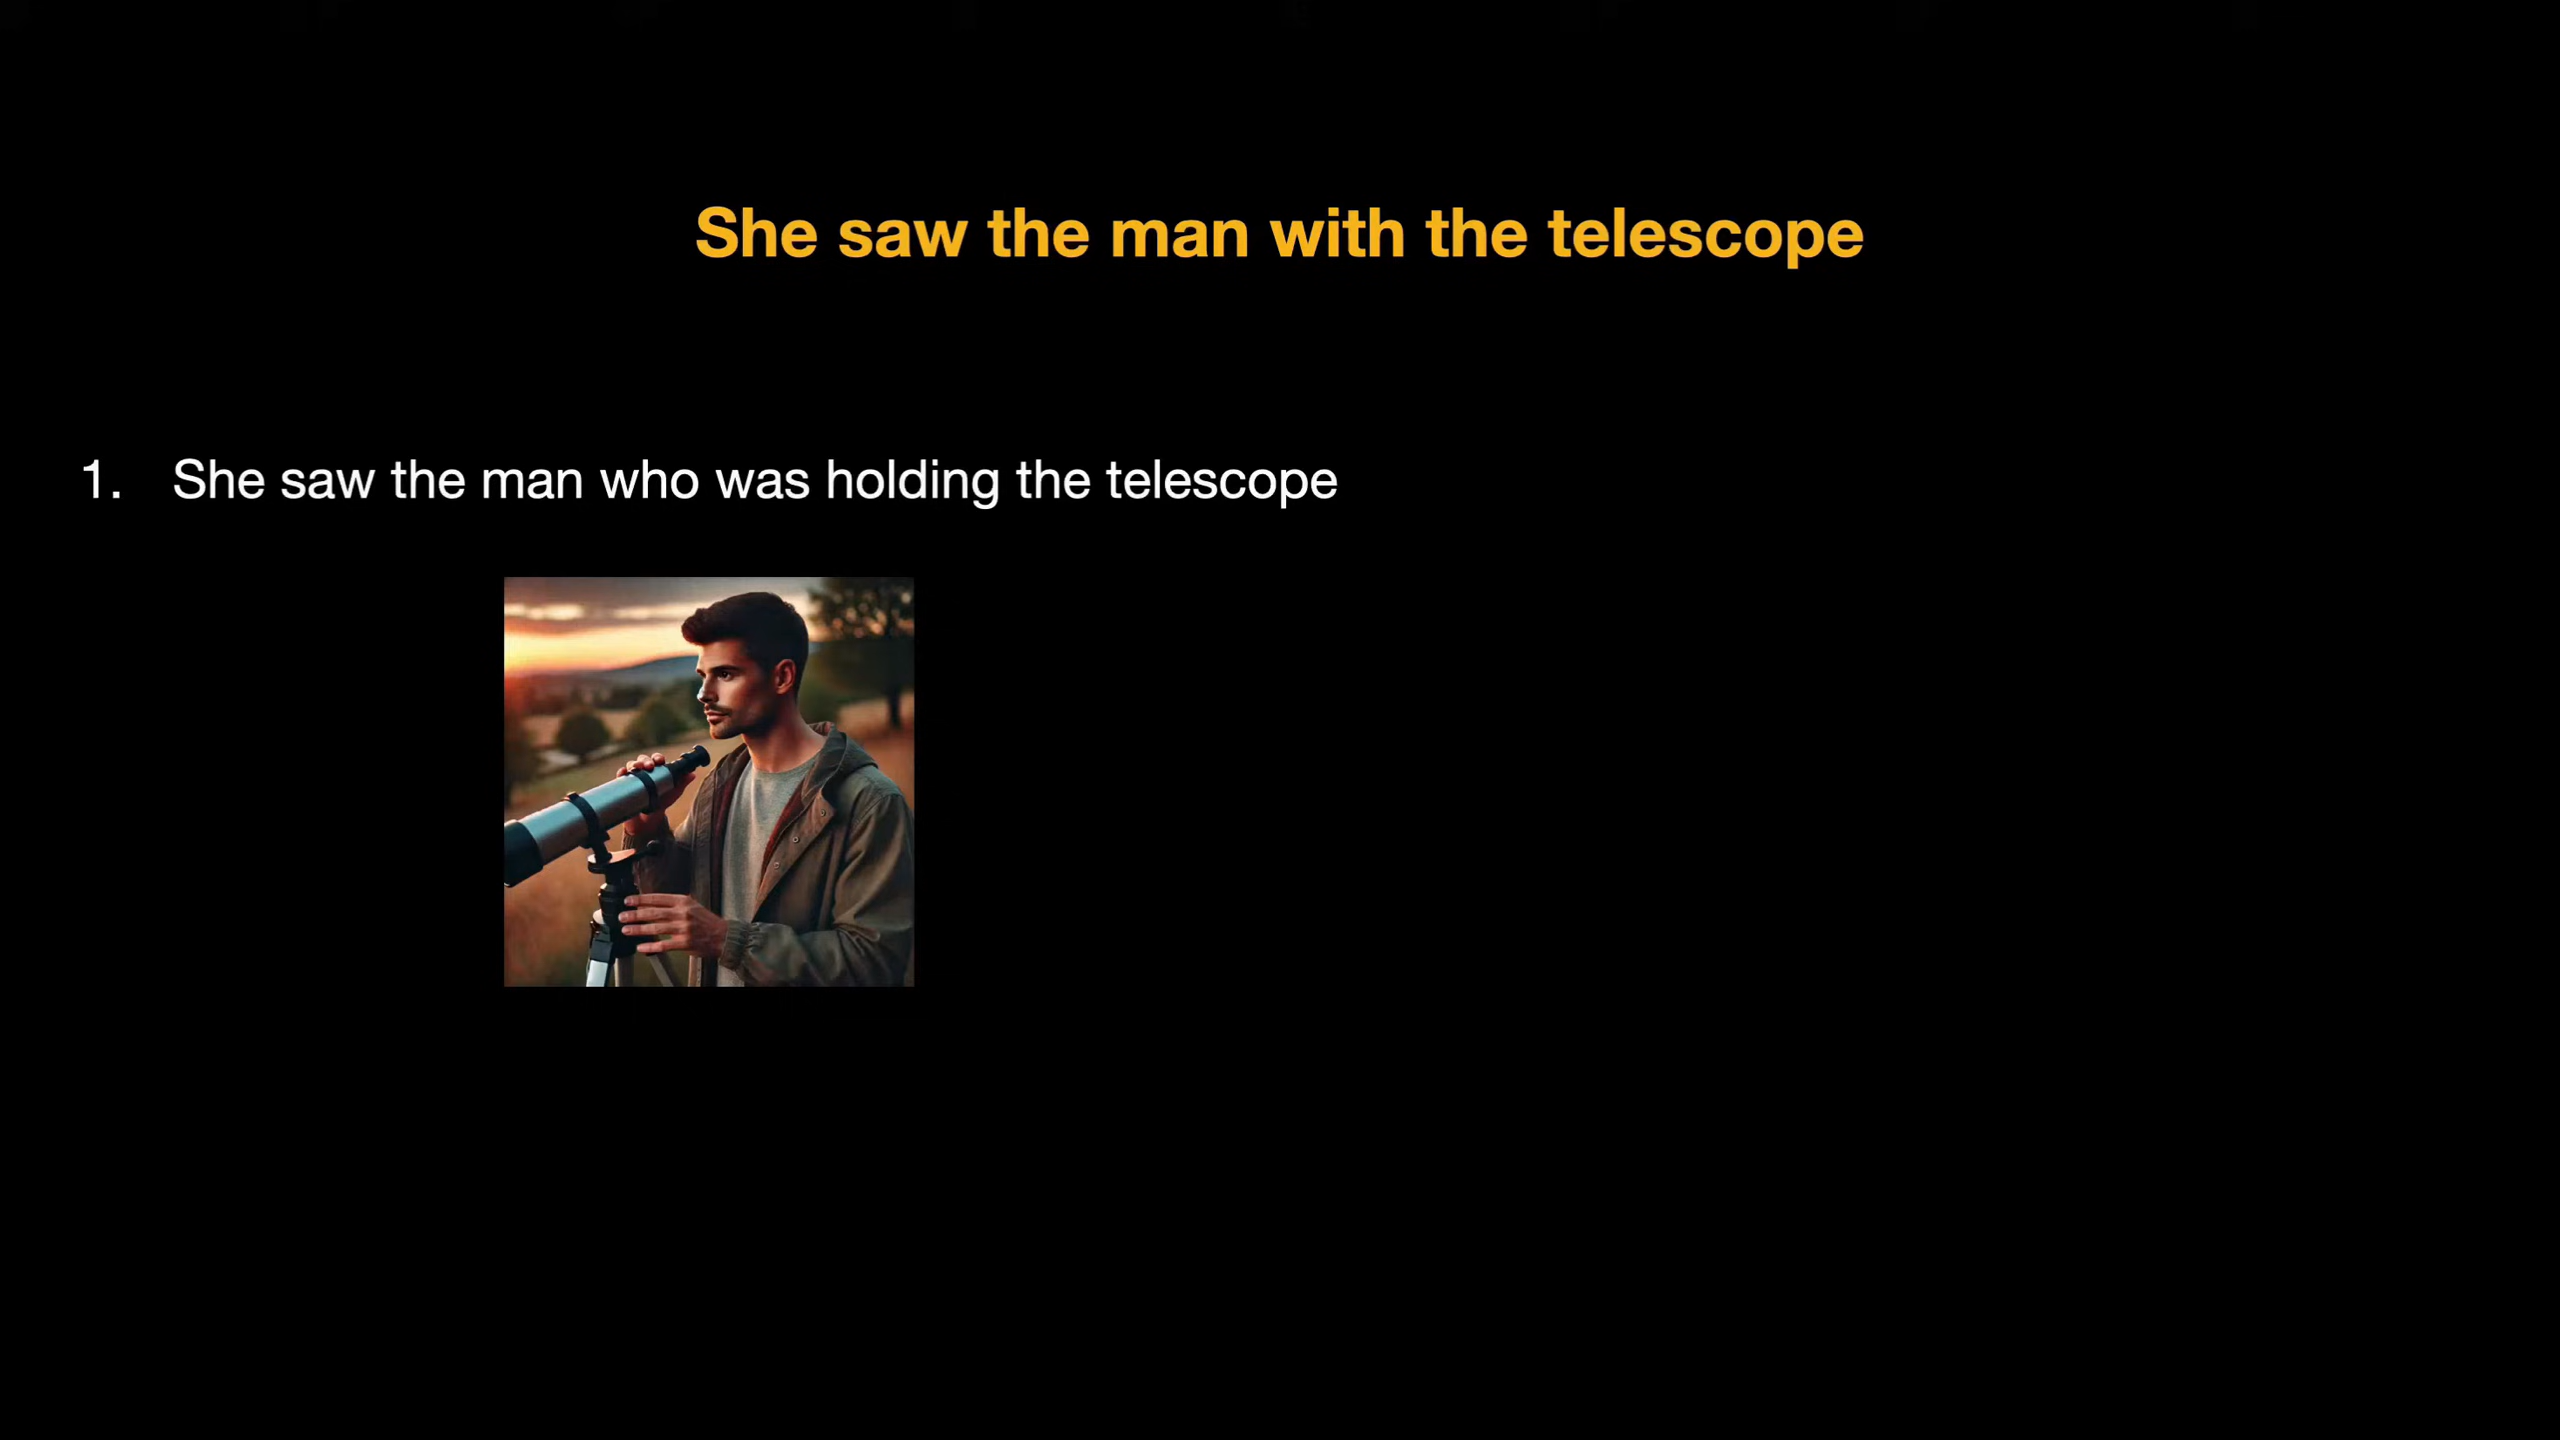 She saw the man with the telescope
1. She saw the man who was holding the telescope